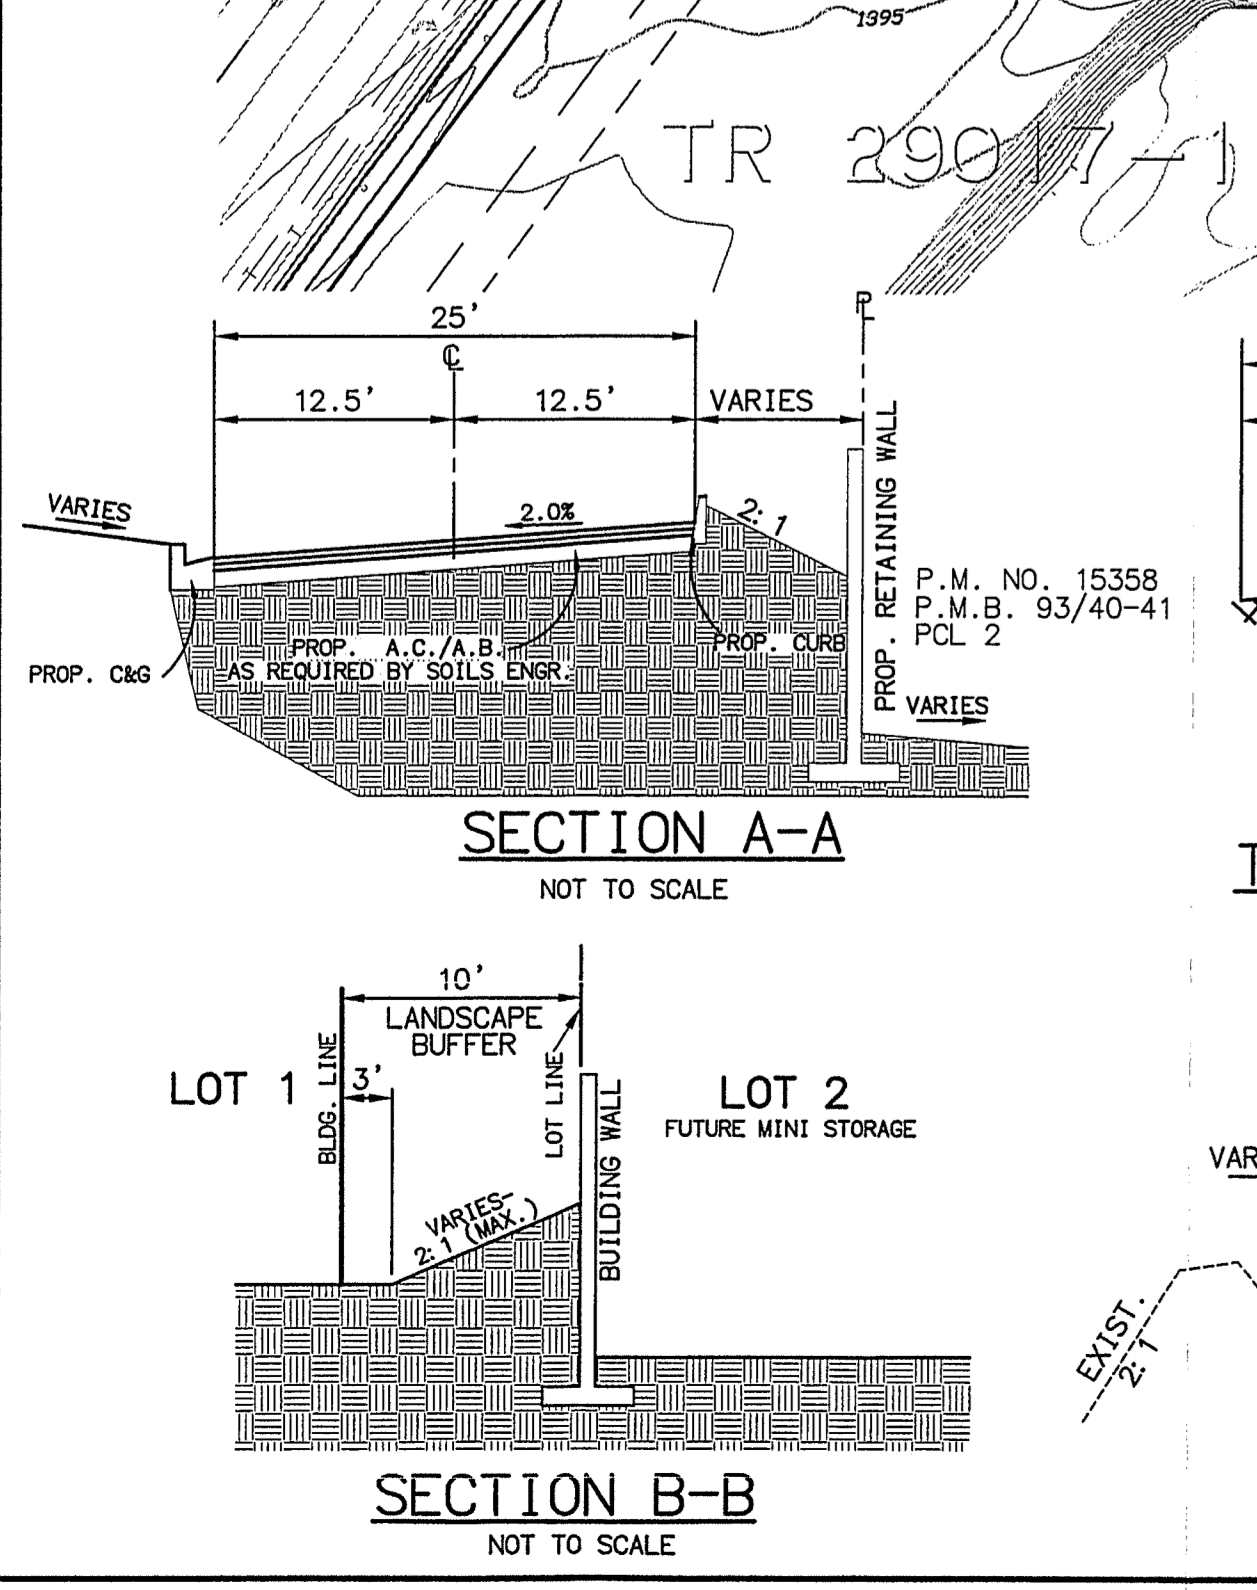 1395
TR 29017-1
PL
25'
CL
12.5'
12.5'
VARIES
VARIES
2.0%
2:1
PROP. RETAINING WALL
P.M. NO. 15358
P.M.B. 93/40-41
PCL 2
PROP. A.C./A.B.
AS REQUIRED BY SOILS ENGR.
PROP. CURB
PROP. C&G
VARIES
SECTION A-A
NOT TO SCALE
10'
LANDSCAPE
BUFFER
BLDG. LINE
LOT LINE
LOT 1
3'
LOT 2
FUTURE MINI STORAGE
BUILDING WALL
VARIES-
2:1 (MAX.)
EXIST.
2:1
SECTION B-B
NOT TO SCALE